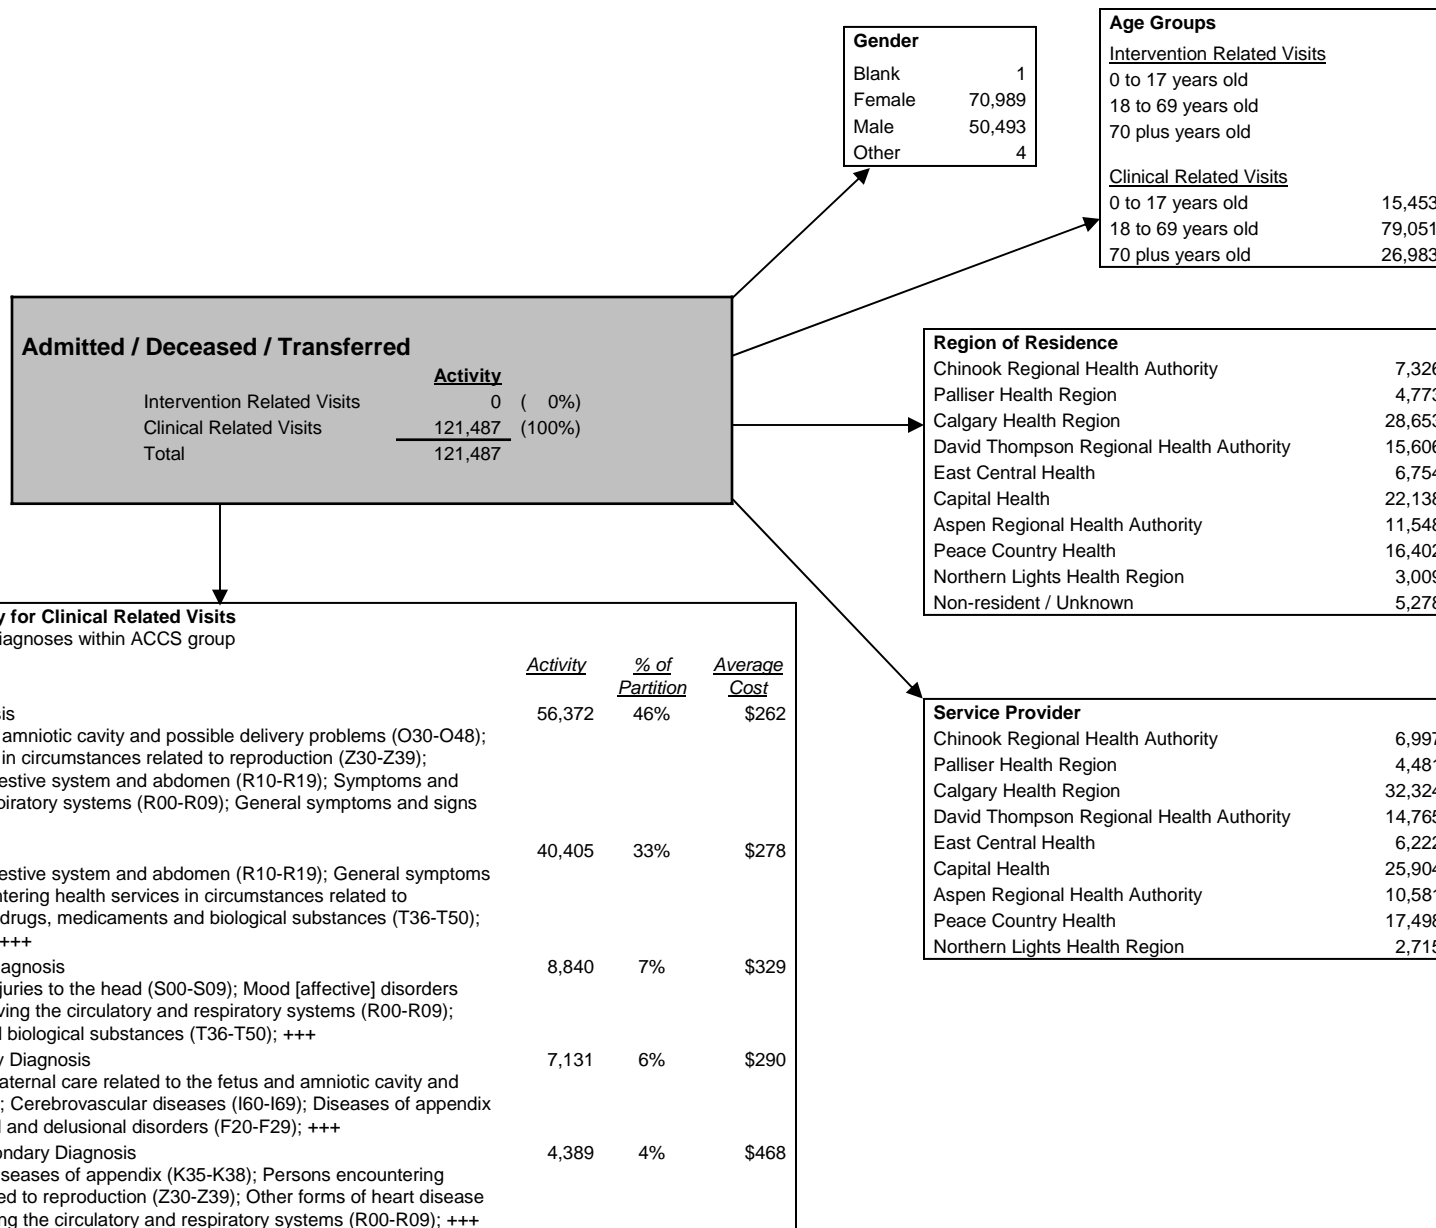 Gender
Blank 1
Female 70,989
Male 50,493
Other 4
Age Groups
Intervention Related Visits
0 to 17 years old
18 to 69 years old
70 plus years old
Clinical Related Visits
0 to 17 years old 15,453
18 to 69 years old 79,051
70 plus years old 26,983
Admitted / Deceased / Transferred
Activity
Intervention Related Visits 0 ( 0%)
Clinical Related Visits 121,487 (100%)
Total 121,487
Region of Residence
Chinook Regional Health Authority 7,326
Palliser Health Region 4,773
Calgary Health Region 28,653
David Thompson Regional Health Authority 15,606
East Central Health 6,754
Capital Health 22,138
Aspen Regional Health Authority 11,548
Peace Country Health 16,402
Northern Lights Health Region 3,009
Non-resident / Unknown 5,278
y for Clinical Related Visits
iagnoses within ACCS group
Activity % of Average
Partition Cost
sis 56,372 46% $262
amniotic cavity and possible delivery problems (O30-O48);
in circumstances related to reproduction (Z30-Z39);
estive system and abdomen (R10-R19); Symptoms and
piratory systems (R00-R09); General symptoms and signs
40,405 33% $278
estive system and abdomen (R10-R19); General symptoms
ntering health services in circumstances related to
drugs, medicaments and biological substances (T36-T50);
+++
agnosis 8,840 7% $329
juries to the head (S00-S09); Mood [affective] disorders
ving the circulatory and respiratory systems (R00-R09);
d biological substances (T36-T50); +++
y Diagnosis 7,131 6% $290
aternal care related to the fetus and amniotic cavity and
; Cerebrovascular diseases (I60-I69); Diseases of appendix
l and delusional disorders (F20-F29); +++
ondary Diagnosis 4,389 4% $468
seases of appendix (K35-K38); Persons encountering
ed to reproduction (Z30-Z39); Other forms of heart disease
ng the circulatory and respiratory systems (R00-R09); +++
Service Provider
Chinook Regional Health Authority 6,997
Palliser Health Region 4,481
Calgary Health Region 32,324
David Thompson Regional Health Authority 14,765
East Central Health 6,222
Capital Health 25,904
Aspen Regional Health Authority 10,581
Peace Country Health 17,498
Northern Lights Health Region 2,715